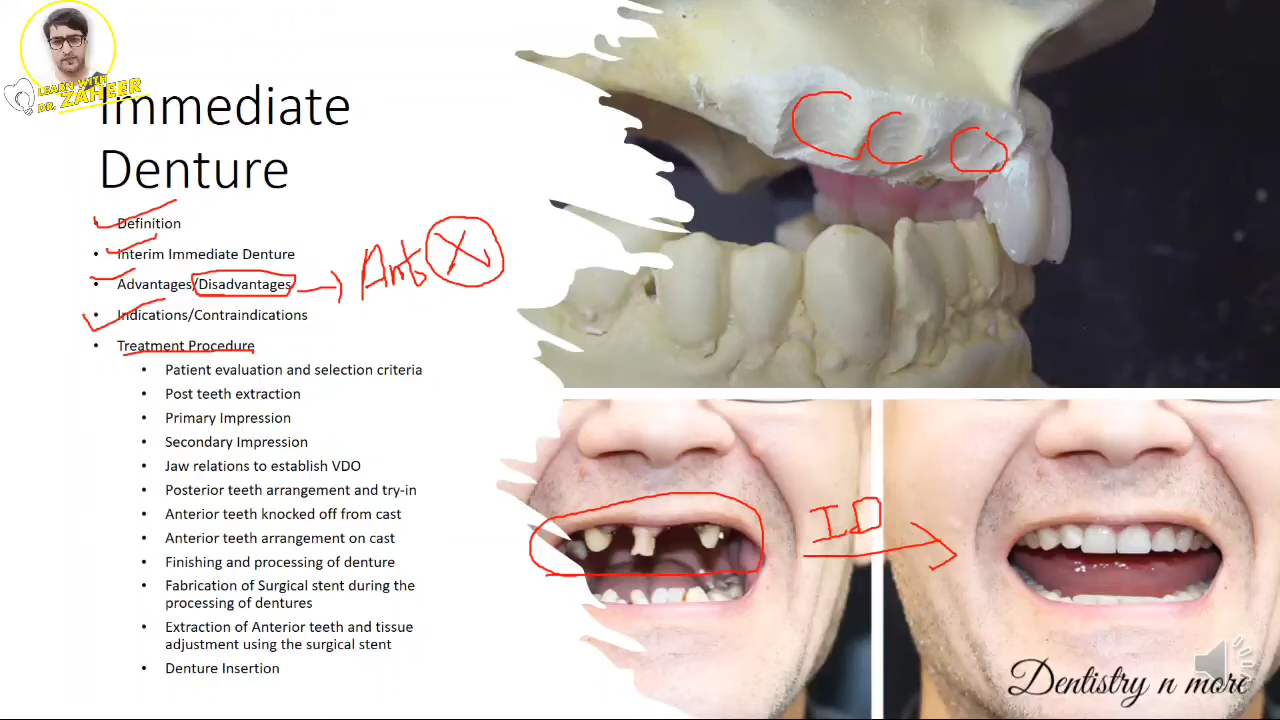 LEARN WITH
DR. ZAHEER
Immediate
Denture
• Definition
• Interim Immediate Denture
• Advantages/Disadvantages
Ant X
• Indications/Contraindications
• Treatment Procedure
• Patient evaluation and selection criteria
• Post teeth extraction
• Primary Impression
• Secondary Impression
• Jaw relations to establish VDO
• Posterior teeth arrangement and try-in
• Anterior teeth knocked off from cast
• Anterior teeth arrangement on cast
• Finishing and processing of denture
• Fabrication of Surgical stent during the
processing of dentures
• Extraction of Anterior teeth and tissue
adjustment using the surgical stent
• Denture Insertion
ID
Dentistry n more